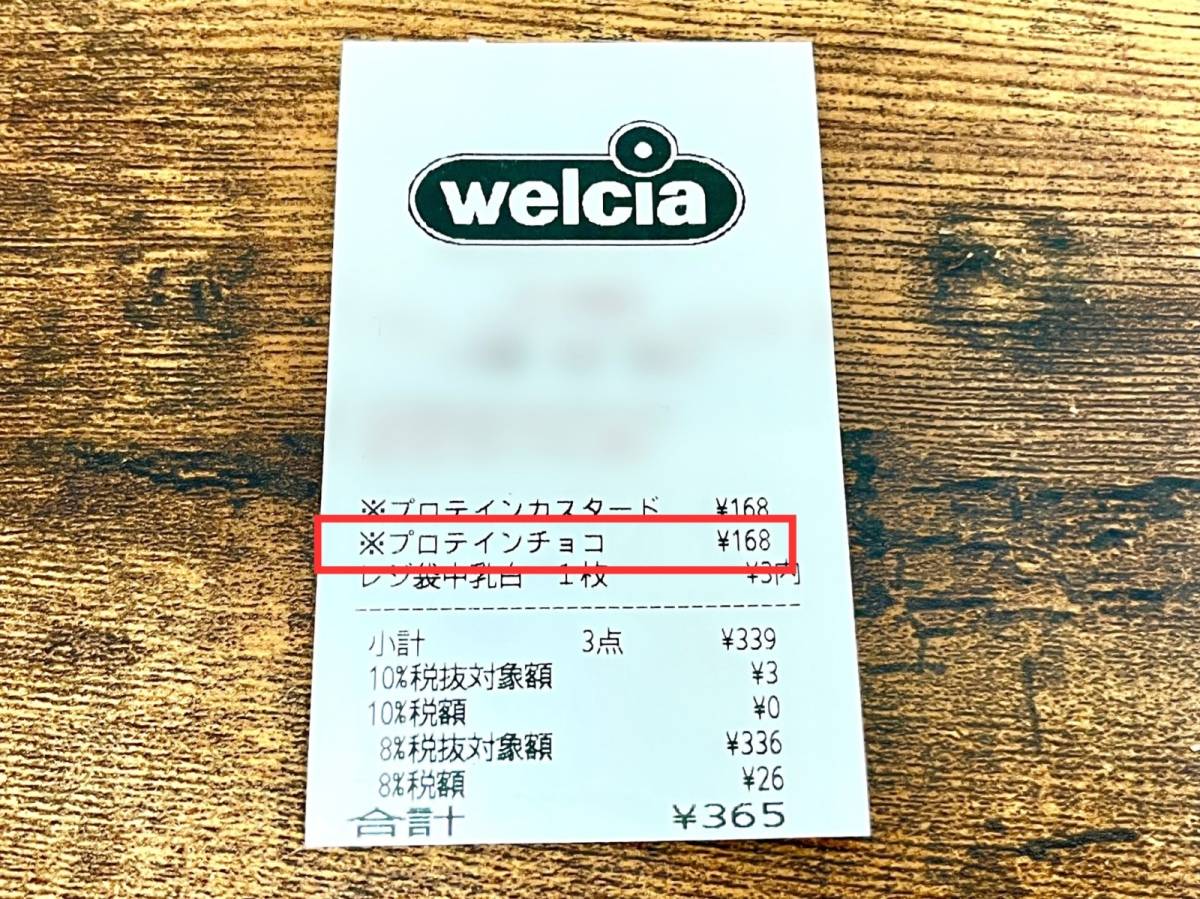 welcia
※プロテインカスタード ¥168
※プロテインチョコ ¥168
レジ袋中乳白 1枚 ¥3内
小計 3点 ¥339
10%税抜対象額 ¥3
10%税額 ¥0
8%税抜対象額 ¥336
8%税額 ¥26
合計 ¥365